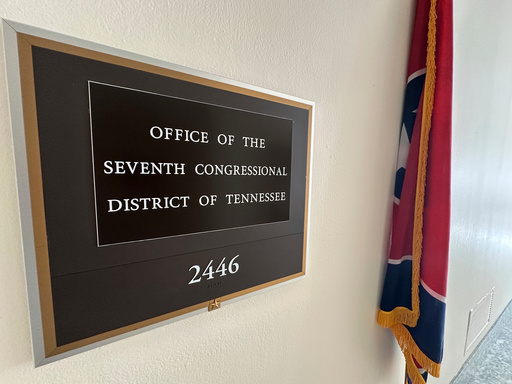 OFFICE OF THE
SEVENTH CONGRESSIONAL
DISTRICT OF TENNESSEE
2446